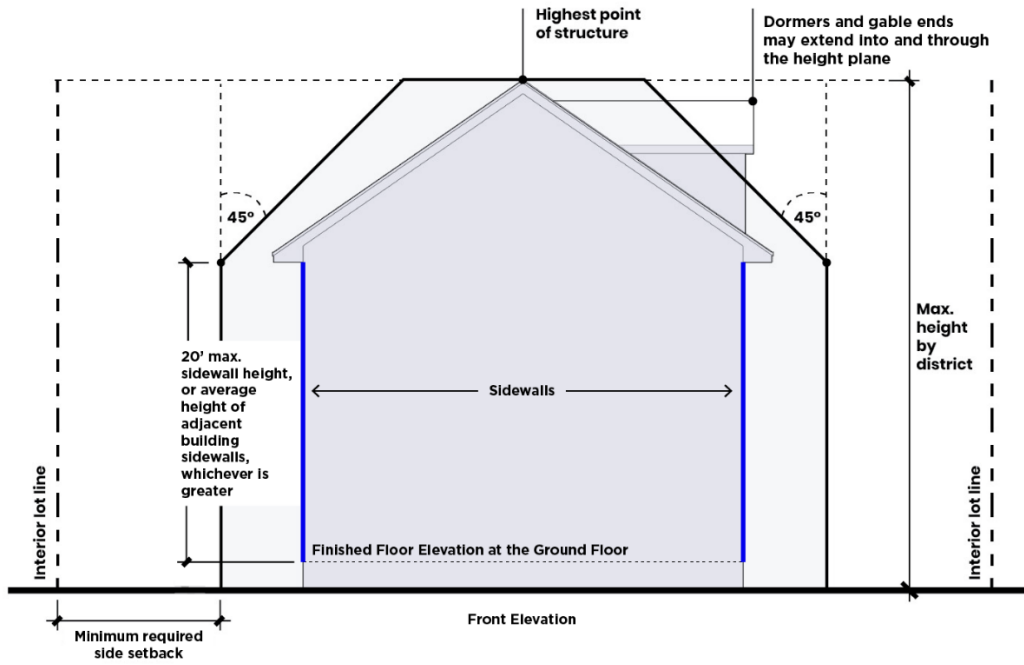 Highest point
of structure
Dormers and gable ends
may extend into and through
the height plane
45°
45°
20' max.
sidewall height,
or average
height of
adjacent
building
sidewalls,
whichever is
greater
Sidewalls
Max.
height
by
district
Interior lot line
Interior lot line
Finished Floor Elevation at the Ground Floor
Front Elevation
Minimum required
side setback